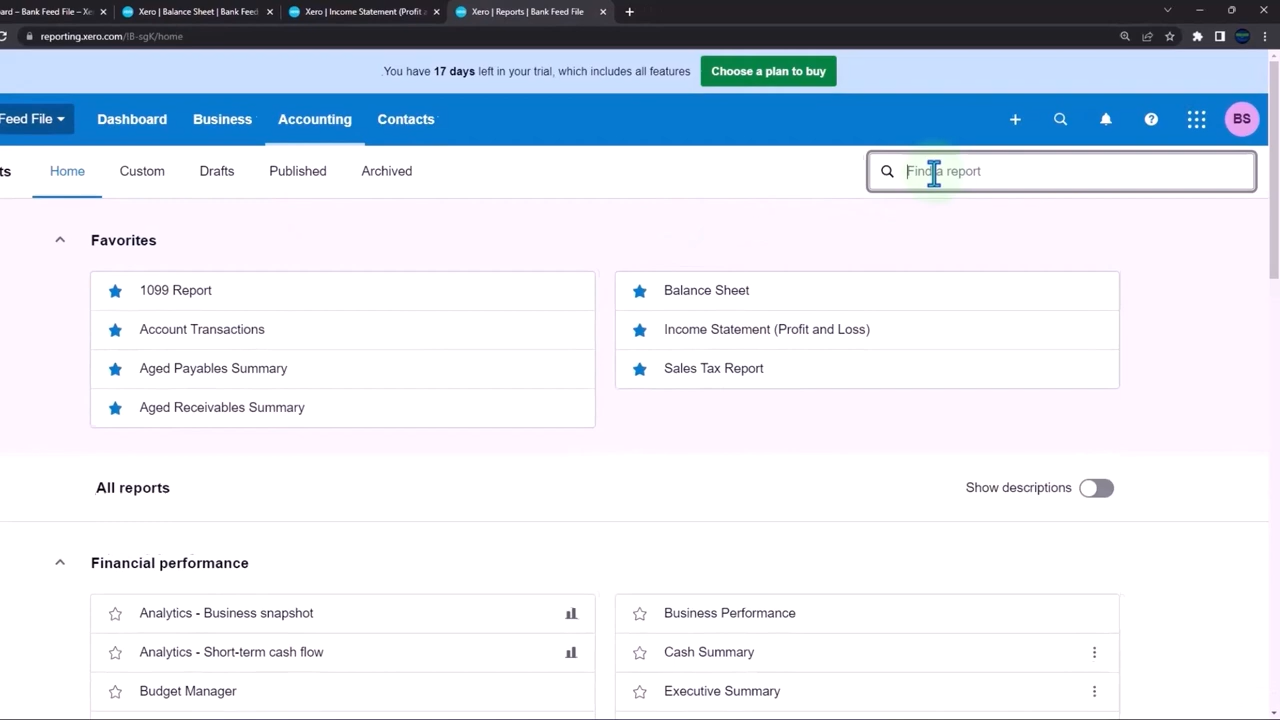 ard – Bank Feed File – Xe
Xero | Balance Sheet | Bank Feed
Xero | Income Statement (Profit a
Xero | Reports | Bank Feed File
reporting.xero.com/!B-sgK/home
You have 17 days left in your trial, which includes all features
Choose a plan to buy
Feed File
Dashboard
Business
Accounting
Contacts
BS
ts
Home
Custom
Drafts
Published
Archived
Find a report
Favorites
1099 Report
Account Transactions
Aged Payables Summary
Aged Receivables Summary
Balance Sheet
Income Statement (Profit and Loss)
Sales Tax Report
All reports
Show descriptions
Financial performance
Analytics - Business snapshot
Analytics - Short-term cash flow
Budget Manager
Business Performance
Cash Summary
Executive Summary